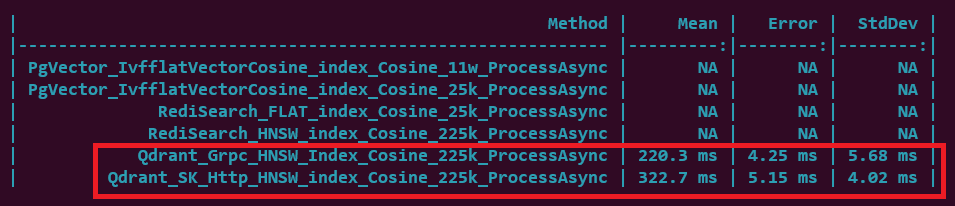 | Method | Mean | Error | StdDev |
|----------------------------------------------------------- |---------:|--------:|--------:|
| PgVector_IvfflatVectorCosine_index_Cosine_11w_ProcessAsync | NA | NA | NA |
| PgVector_IvfflatVectorCosine_index_Cosine_25k_ProcessAsync | NA | NA | NA |
| RediSearch_FLAT_index_Cosine_25k_ProcessAsync | NA | NA | NA |
| RediSearch_HNSW_index_Cosine_225k_ProcessAsync | NA | NA | NA |
| Qdrant_Grpc_HNSW_Index_Cosine_225k_ProcessAsync | 220.3 ms | 4.25 ms | 5.68 ms |
| Qdrant_SK_Http_HNSW_index_Cosine_225k_ProcessAsync | 322.7 ms | 5.15 ms | 4.02 ms |